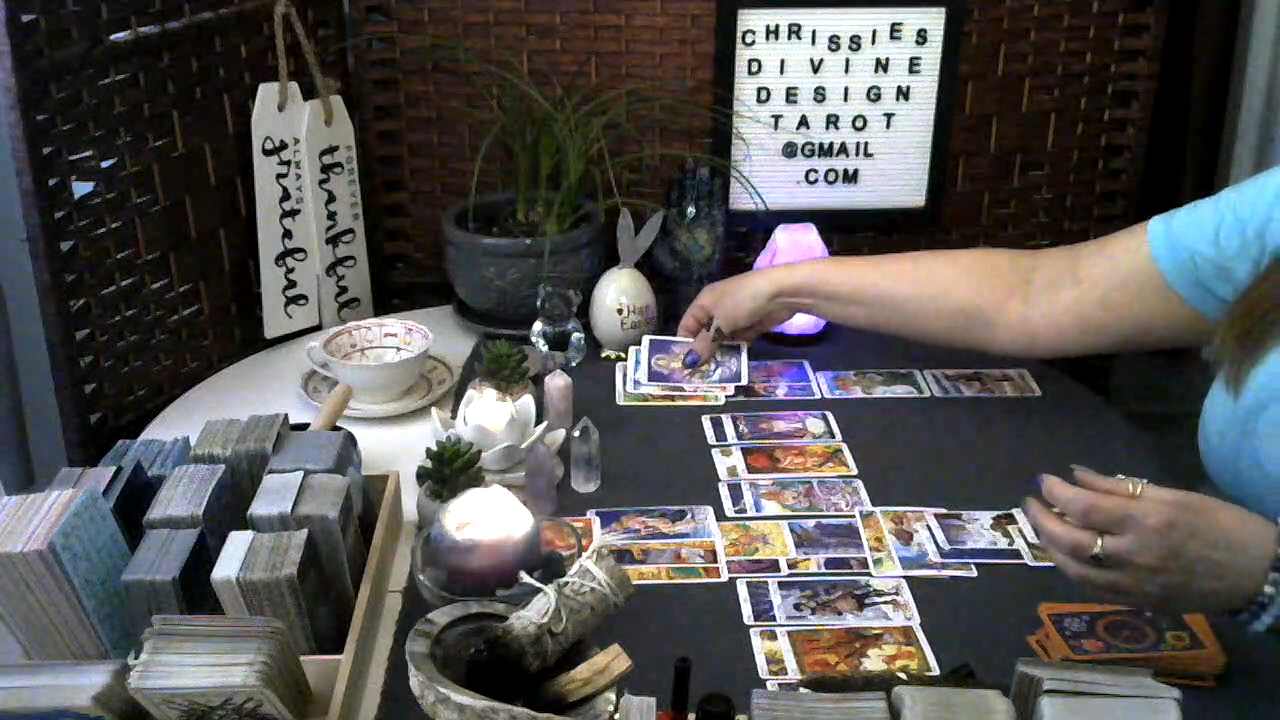 CHRISSIES
DIVINE
DESIGN
TAROT
@GMAIL
.COM
ALWAYS
grateful
FOREVER
thankful
Happy
Easter